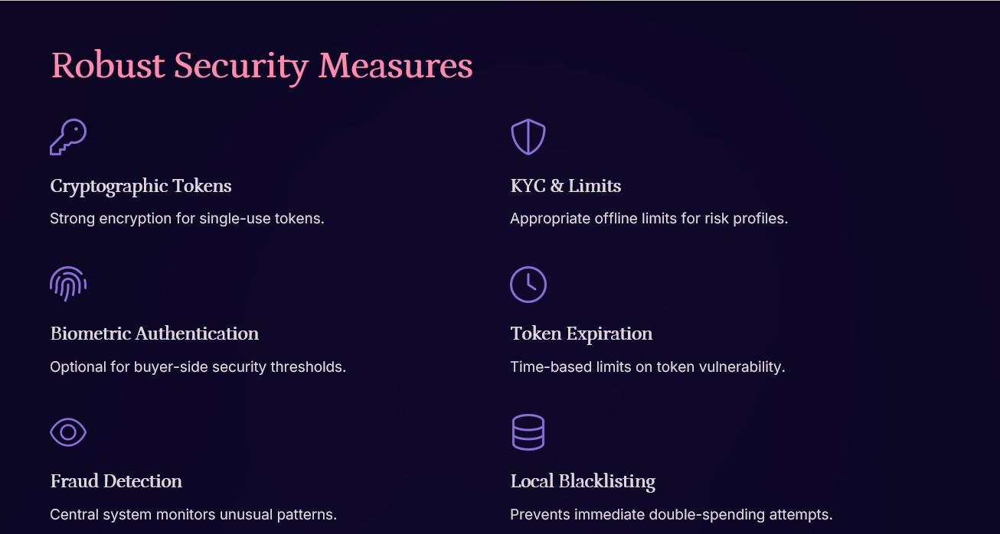 Robust Security Measures
Cryptographic Tokens
Strong encryption for single-use tokens.
KYC & Limits
Appropriate offline limits for risk profiles.
Biometric Authentication
Optional for buyer-side security thresholds.
Token Expiration
Time-based limits on token vulnerability.
Fraud Detection
Central system monitors unusual patterns.
Local Blacklisting
Prevents immediate double-spending attempts.